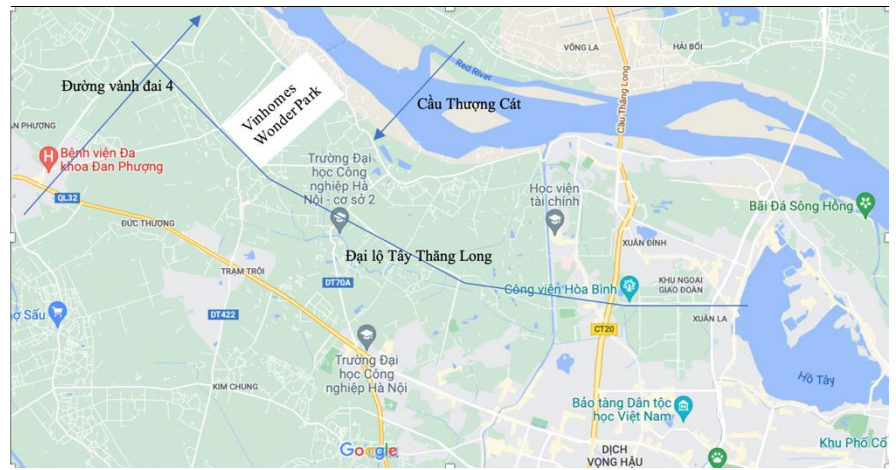 VÕNG LA
HẢI BỐI
Red River
Đường vành đai 4
Vinhomes
WonderPark
Cầu Thượng Cát
Cầu Thăng Long
ĐAN PHƯỢNG
Bệnh viện Đa
khoa Đan Phượng
QL32
Trường Đại
học Công
nghiệp Hà
Nội - cơ sở 2
Học viện
tài chính
Bãi Đá Sông Hồng
ĐỨC THƯỢNG
XUÂN ĐỈNH
Đại lộ Tây Thăng Long
TRẠM TRÔI
DT70A
Công viên Hòa Bình
KHU NGOẠI
GIAO ĐOÀN
XUÂN LA
ợ Sấu
DT422
CT20
Trường Đại
học Công
nghiệp Hà Nội
KIM CHUNG
Hồ Tây
Bảo tàng Dân tộc
học Việt Nam
Google
DỊCH
VỌNG HẬU
Khu Phố Cổ